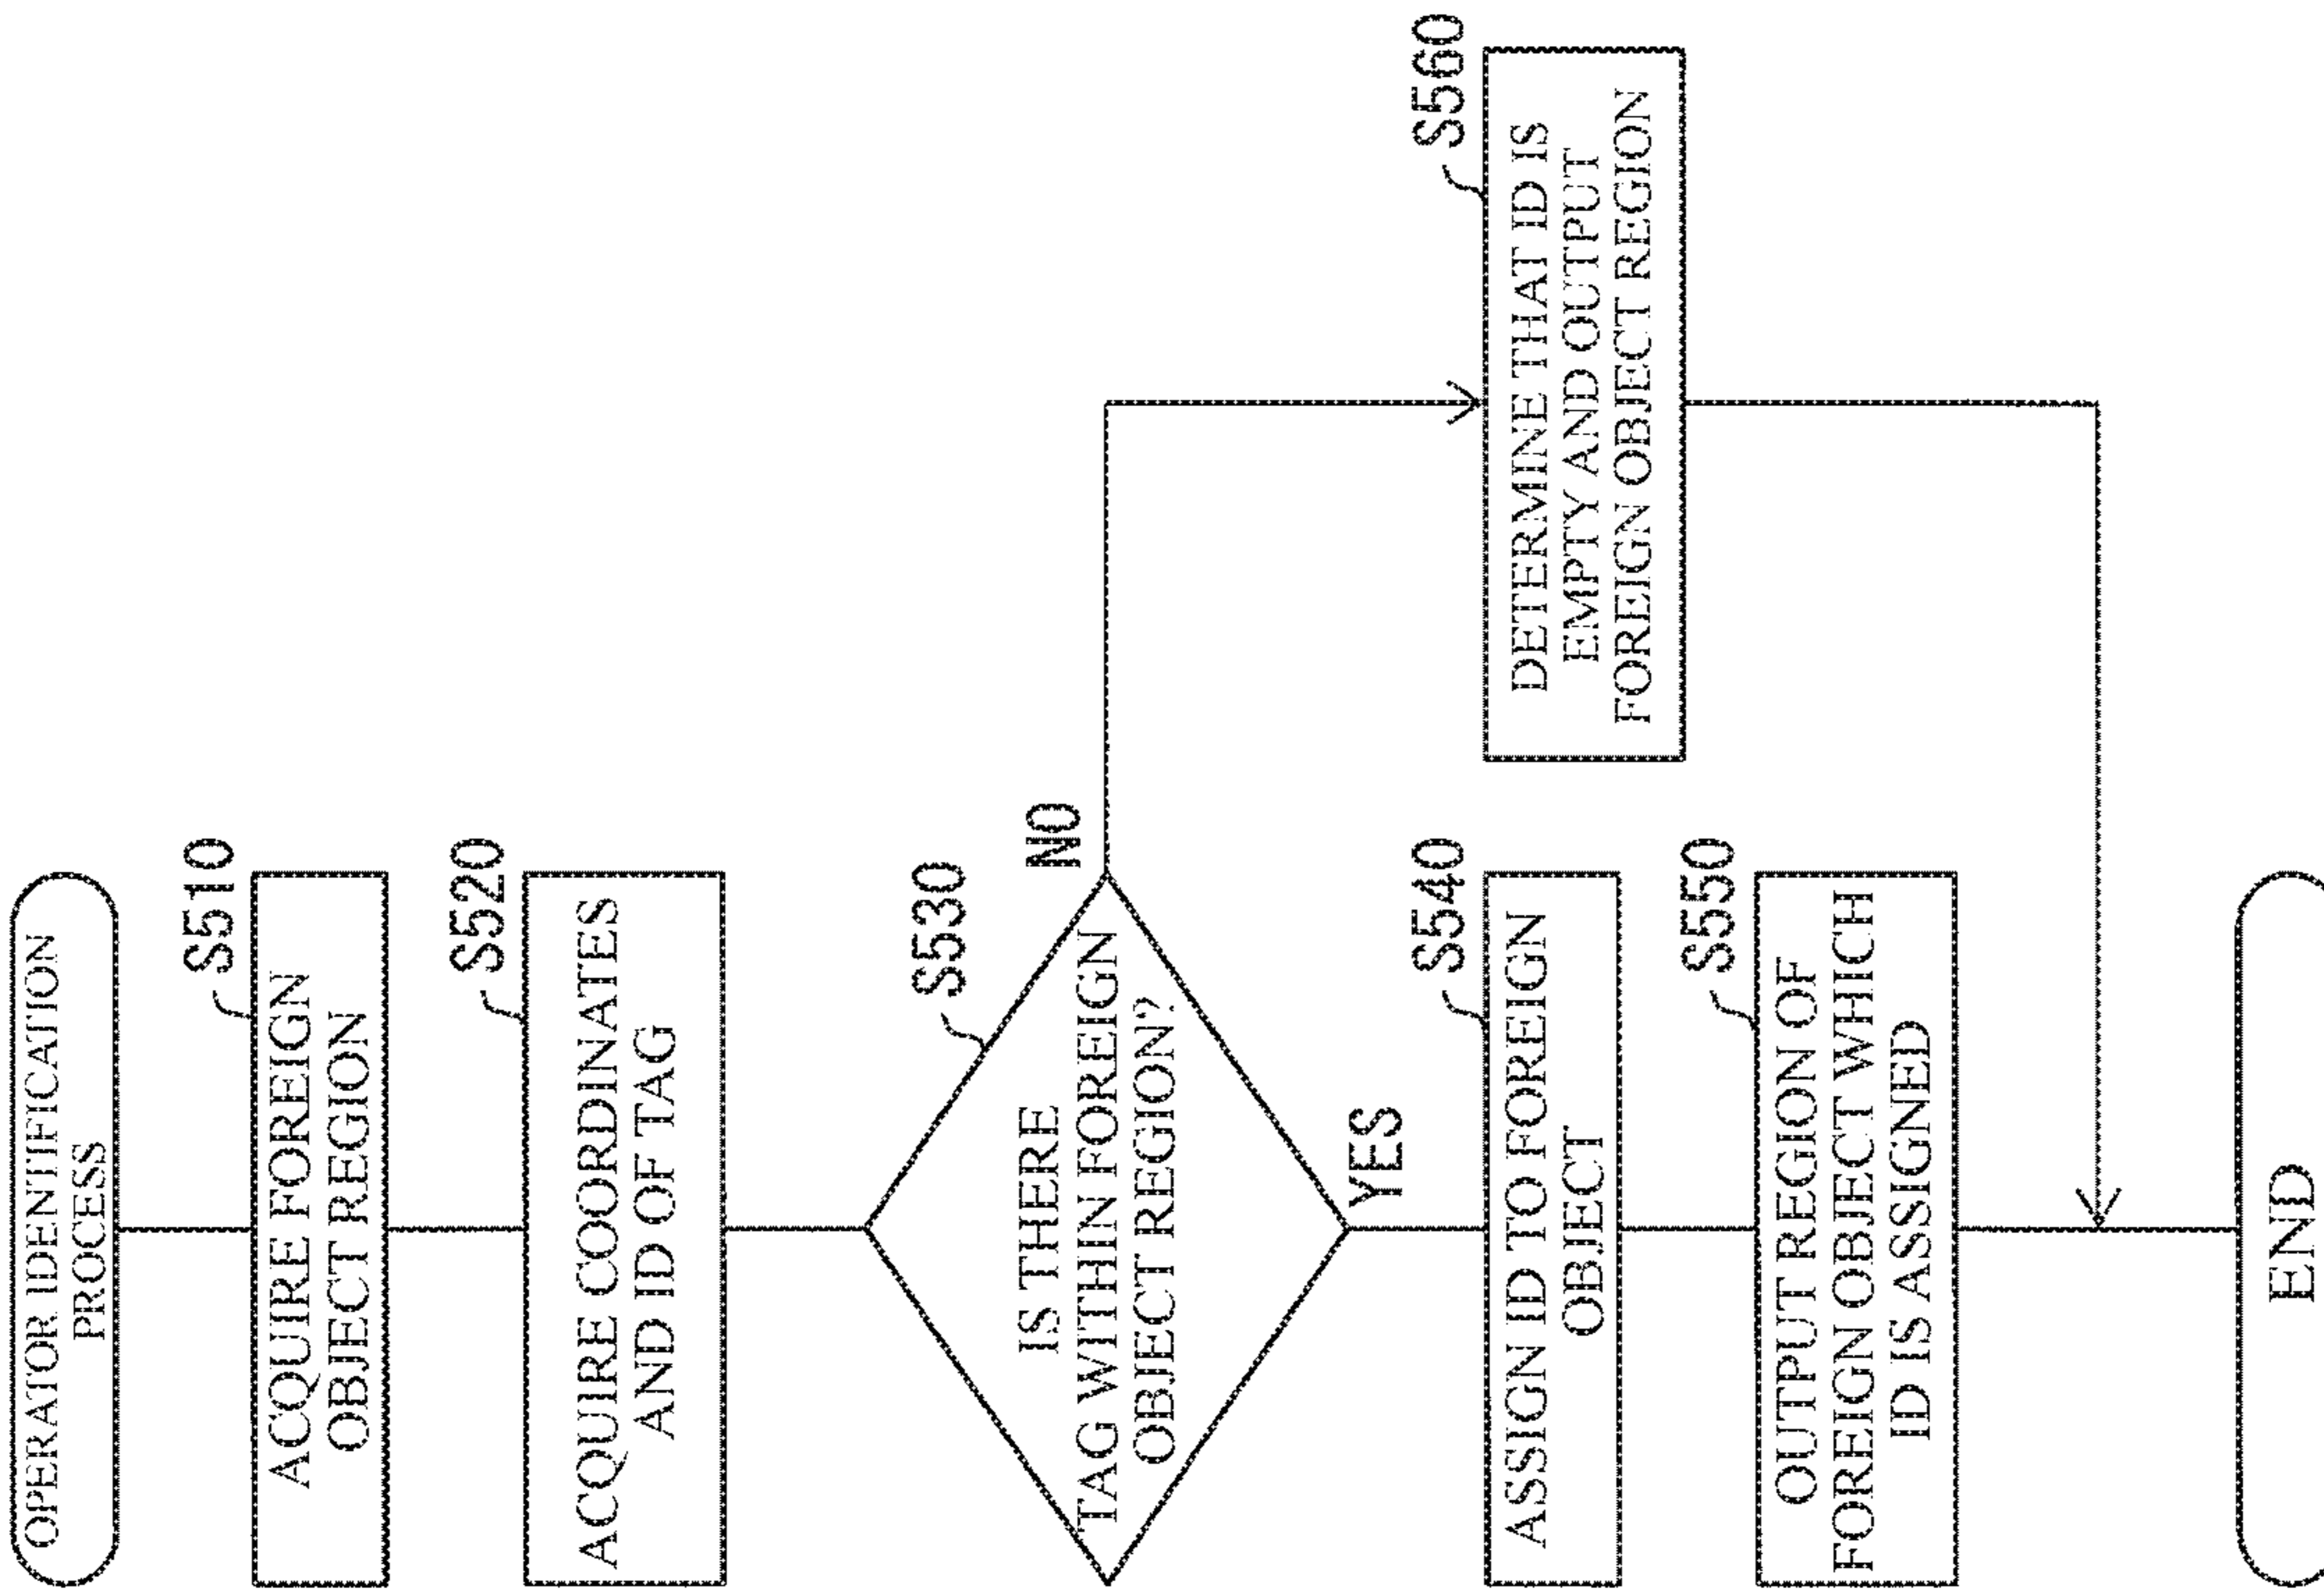 OPERATOR IDENTIFICATION
PROCESS
S510
ACQUIRE FOREIGN
OBJECT REGION
S520
ACQUIRE COORDINATES
AND ID OF TAG
S530
IS THERE
TAG WITHIN FOREIGN
OBJECT REGION?
NO
YES
S540
ASSIGN ID TO FOREIGN
OBJECT
S550
OUTPUT REGION OF
FOREIGN OBJECT WHICH
ID IS ASSIGNED
S560
DETERMINE THAT ID IS
EMPTY AND OUTPUT
FOREIGN OBJECT REGION
END